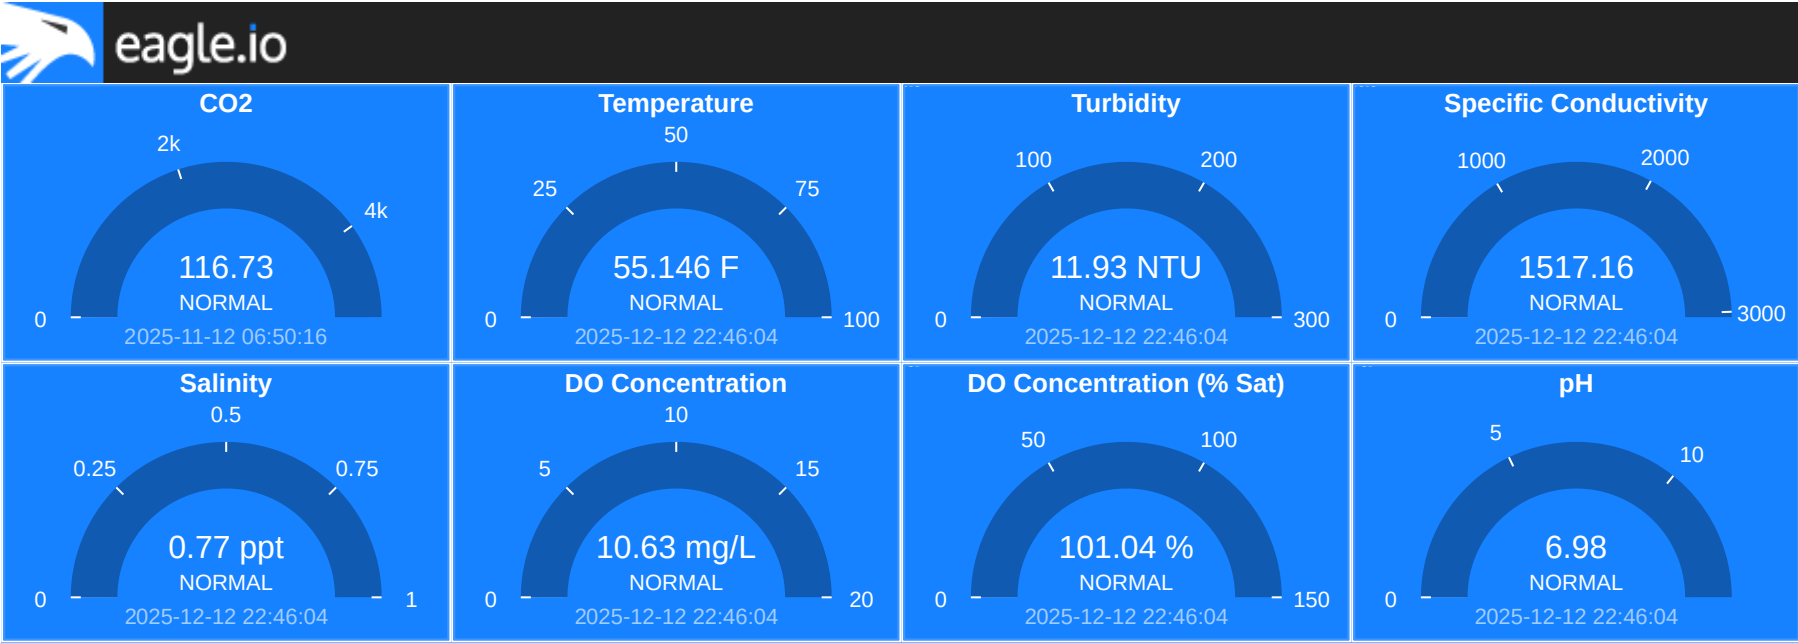 eagle.io
CO2
2k
4k
0
116.73
NORMAL
2025-11-12 06:50:16
Temperature
50
25
75
0
100
55.146 F
NORMAL
2025-12-12 22:46:04
Turbidity
100
200
0
300
11.93 NTU
NORMAL
2025-12-12 22:46:04
Specific Conductivity
1000
2000
0
3000
1517.16
NORMAL
2025-12-12 22:46:04
Salinity
0.5
0.25
0.75
0
1
0.77 ppt
NORMAL
2025-12-12 22:46:04
DO Concentration
10
5
15
0
20
10.63 mg/L
NORMAL
2025-12-12 22:46:04
DO Concentration (% Sat)
50
100
0
150
101.04 %
NORMAL
2025-12-12 22:46:04
pH
5
10
0
6.98
NORMAL
2025-12-12 22:46:04